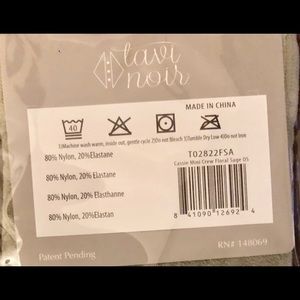 tavi
noir
MADE IN CHINA
40
1)Machine wash warm, inside out, gentle cycle 2)Do not Bleach 3)Tumble Dry Low 4)Do not Iron
80% Nylon, 20%Elastane
80% Nylon, 20%Elastane
80% Nylon, 20%Elasthanne
80% Nylon, 20%Elastan
T02822FSA
Cassie Mini Crew Floral Sage OS
8 41090 12692 4
Patent Pending
RN# 148069